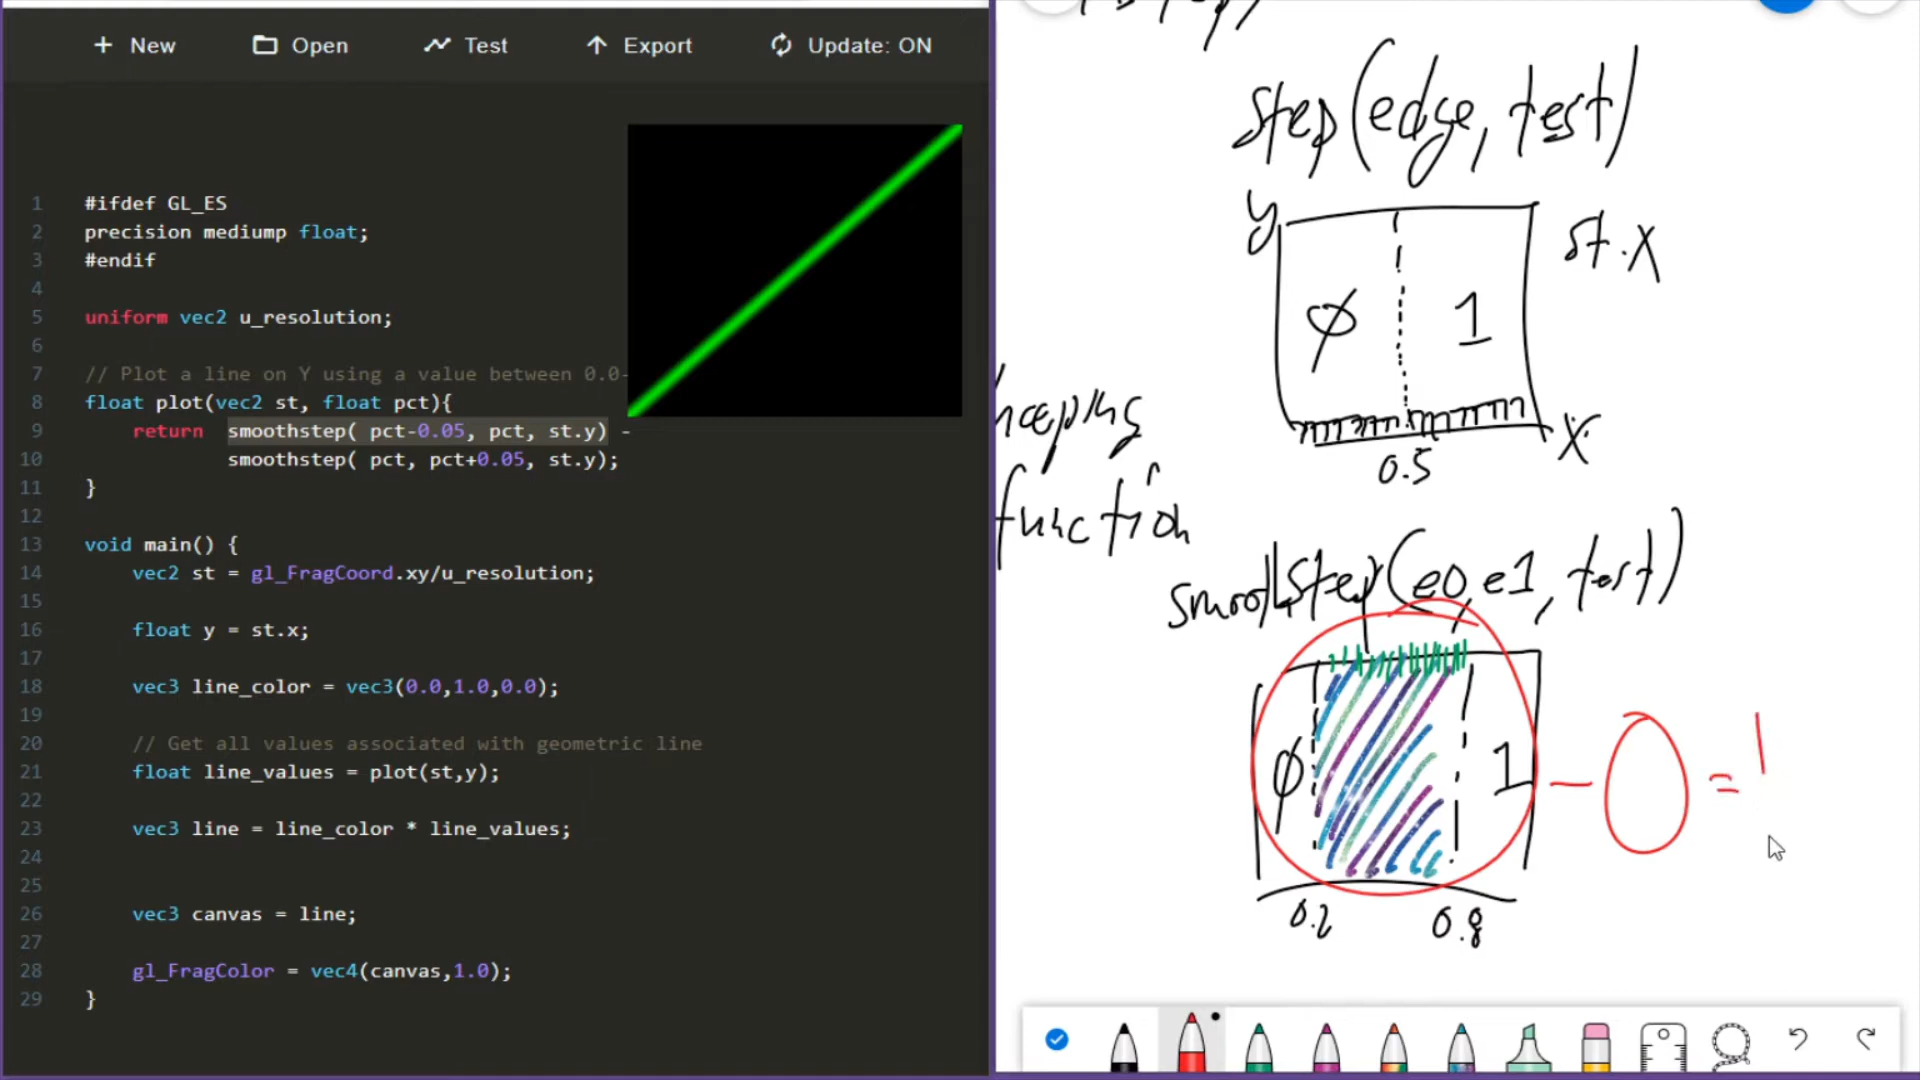 + New Open Test Export Update: ON
1 #ifdef GL_ES
2 precision mediump float;
3 #endif
4
5 uniform vec2 u_resolution;
6
7 // Plot a line on Y using a value between 0.0-
8 float plot(vec2 st, float pct){
9 return smoothstep( pct-0.05, pct, st.y) -
10 smoothstep( pct, pct+0.05, st.y);
11 }
12
13 void main() {
14 vec2 st = gl_FragCoord.xy/u_resolution;
15
16 float y = st.x;
17
18 vec3 line_color = vec3(0.0,1.0,0.0);
19
20 // Get all values associated with geometric line
21 float line_values = plot(st,y);
22
23 vec3 line = line_color * line_values;
24
25
26 vec3 canvas = line;
27
28 gl_FragColor = vec4(canvas,1.0);
29 }
step(edge, test)
y
st.x
ø 1
x
0.5
function
smoothstep(e0, e1, test)
ø 1 - 0 = 1
0.2 0.8